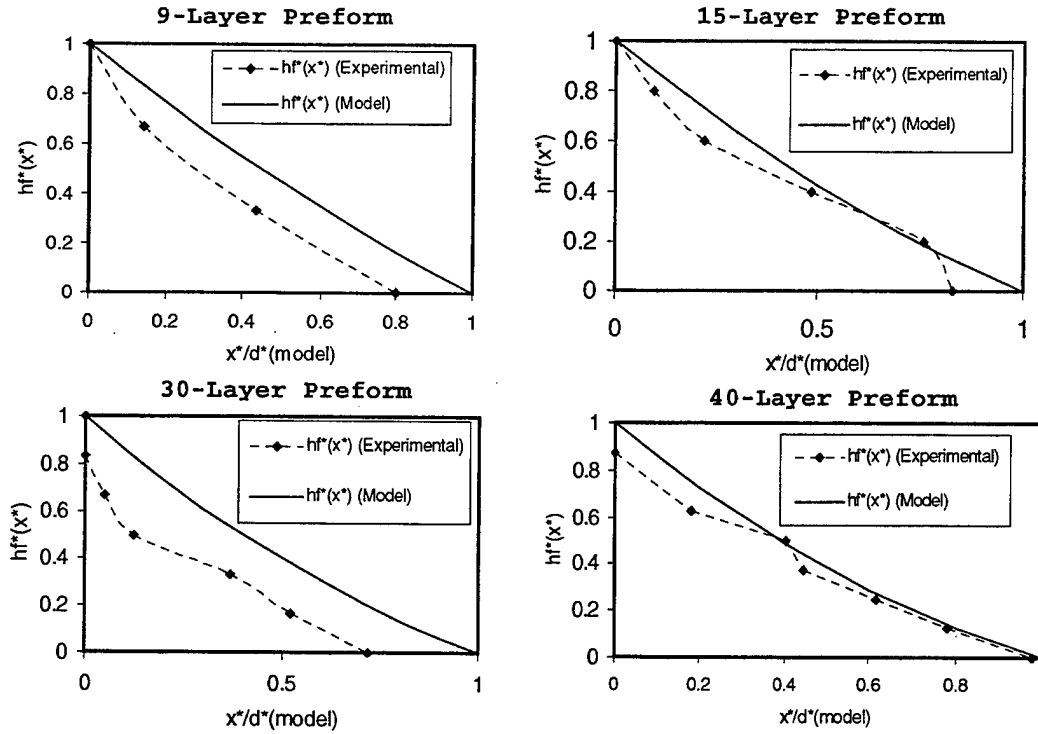 9-Layer Preform
1
0.8
0.6
0.4
0.2
0
hf*(x*)
hf*(x*) (Experimental)
hf*(x*) (Model)
0 0.2 0.4 0.6 0.8 1
x*/d*(model)
15-Layer Preform
1
0.8
0.6
0.4
0.2
0
hf*(x*)
hf*(x*) (Experimental)
hf*(x*) (Model)
0 0.5 1
x*/d*(model)
30-Layer Preform
1
0.8
0.6
0.4
0.2
0
hf*(x*)
hf*(x*) (Experimental)
hf*(x*) (Model)
0 0.5 1
x*/d*(model)
40-Layer Preform
1
0.8
0.6
0.4
0.2
0
hf*(x*)
hf*(x*) (Experimental)
hf*(x*) (Model)
0 0.2 0.4 0.6 0.8
x*/d*(model)